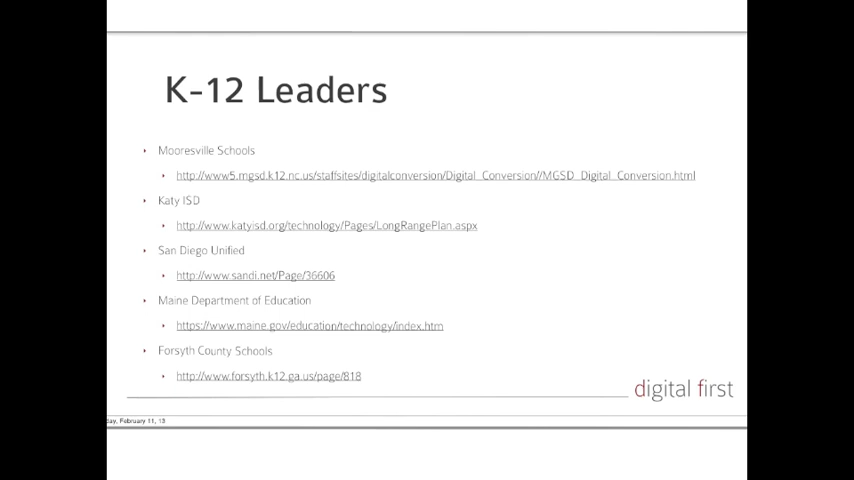 K-12 Leaders
Mooresville Schools
http://www5.mgsd.k12.nc.us/staffsites/digitalconversion/Digital_Conversion//MGSD_Digital_Conversion.html
Katy ISD
http://www.katyisd.org/technology/Pages/LongRangePlan.aspx
San Diego Unified
http://www.sandi.net/Page/36606
Maine Department of Education
https://www.maine.gov/education/technology/index.htm
Forsyth County Schools
http://www.forsyth.k12.ga.us/page/818
digital first
day, February 11, 13